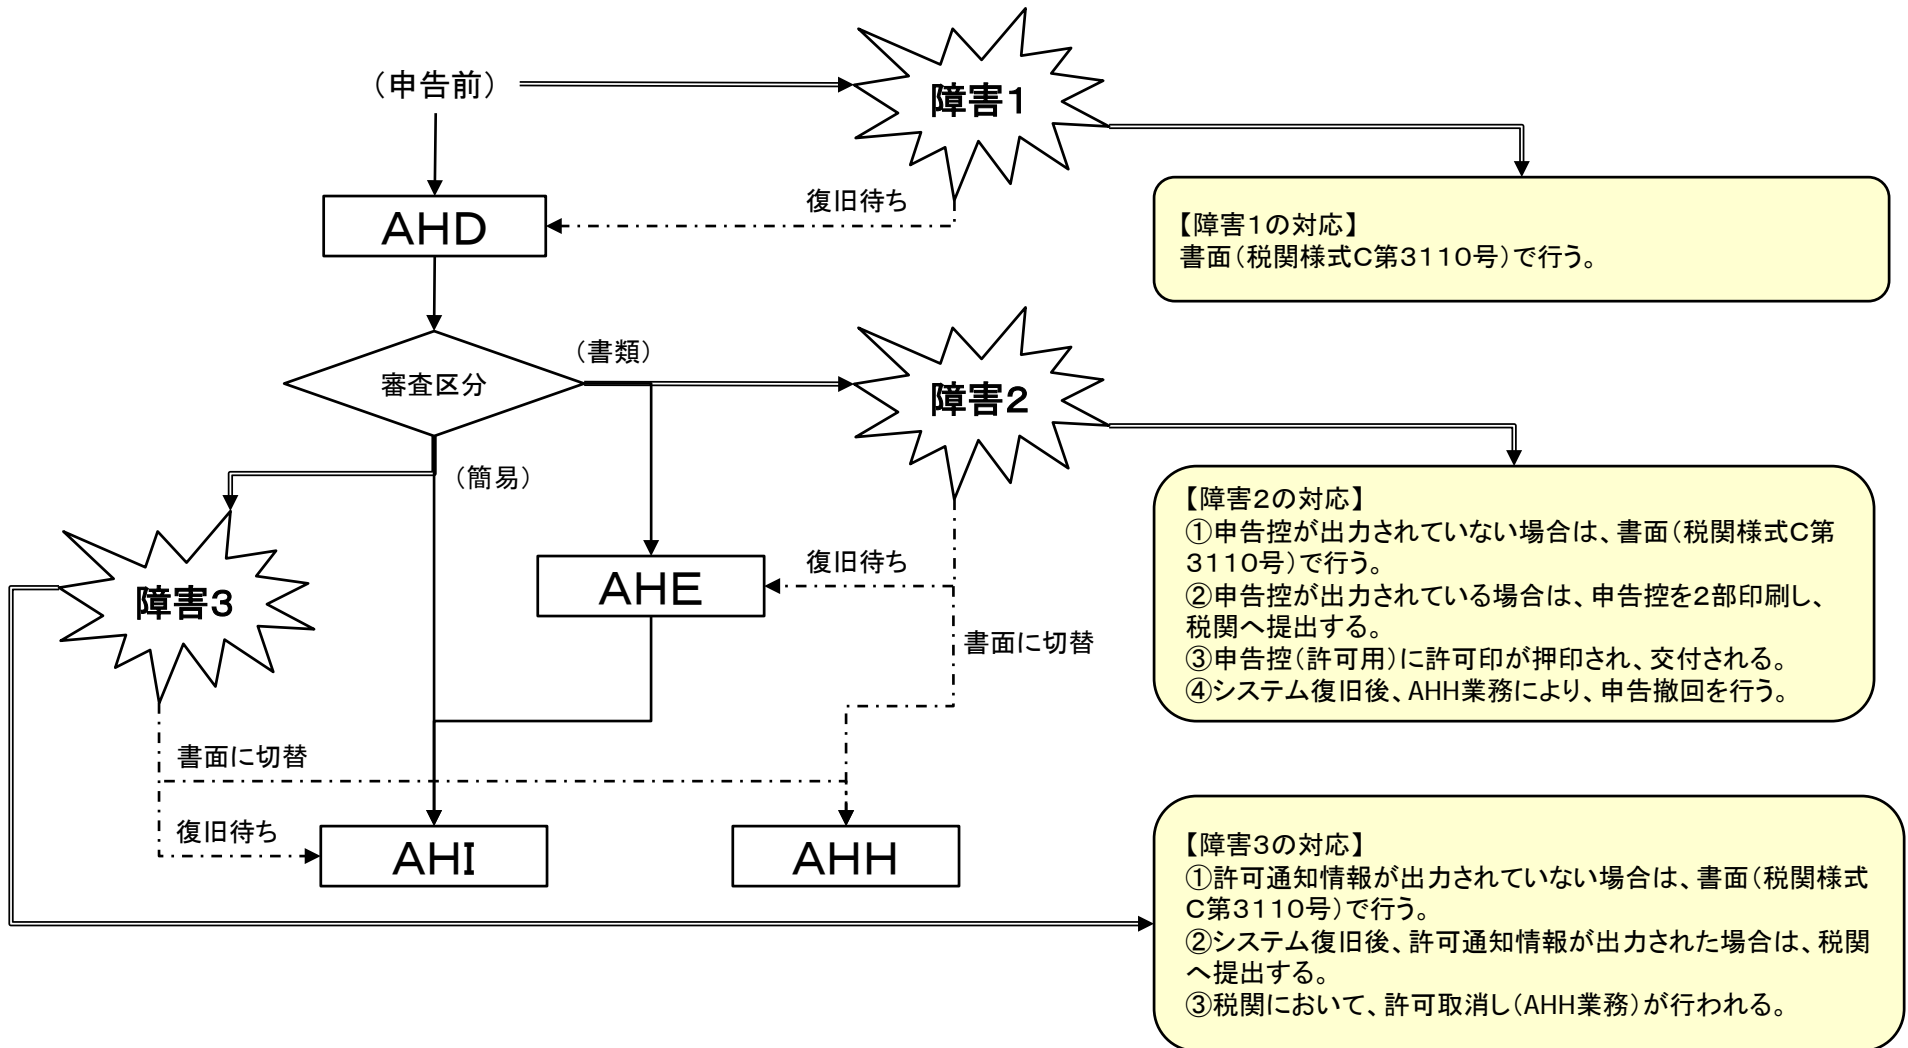 （申告前）
障害1
復旧待ち
AHD
【障害1の対応】
書面（税関様式C第3110号）で行う。
（書類）
審査区分
障害2
（簡易）
【障害2の対応】
①申告控が出力されていない場合は、書面（税関様式C第
3110号）で行う。
②申告控が出力されている場合は、申告控を2部印刷し、
税関へ提出する。
③申告控（許可用）に許可印が押印され、交付される。
④システム復旧後、AHH業務により、申告撤回を行う。
復旧待ち
AHE
障害3
書面に切替
書面に切替
復旧待ち
AHI
AHH
【障害3の対応】
①許可通知情報が出力されていない場合は、書面（税関様式
C第3110号）で行う。
②システム復旧後、許可通知情報が出力された場合は、税関
へ提出する。
③税関において、許可取消し（AHH業務）が行われる。